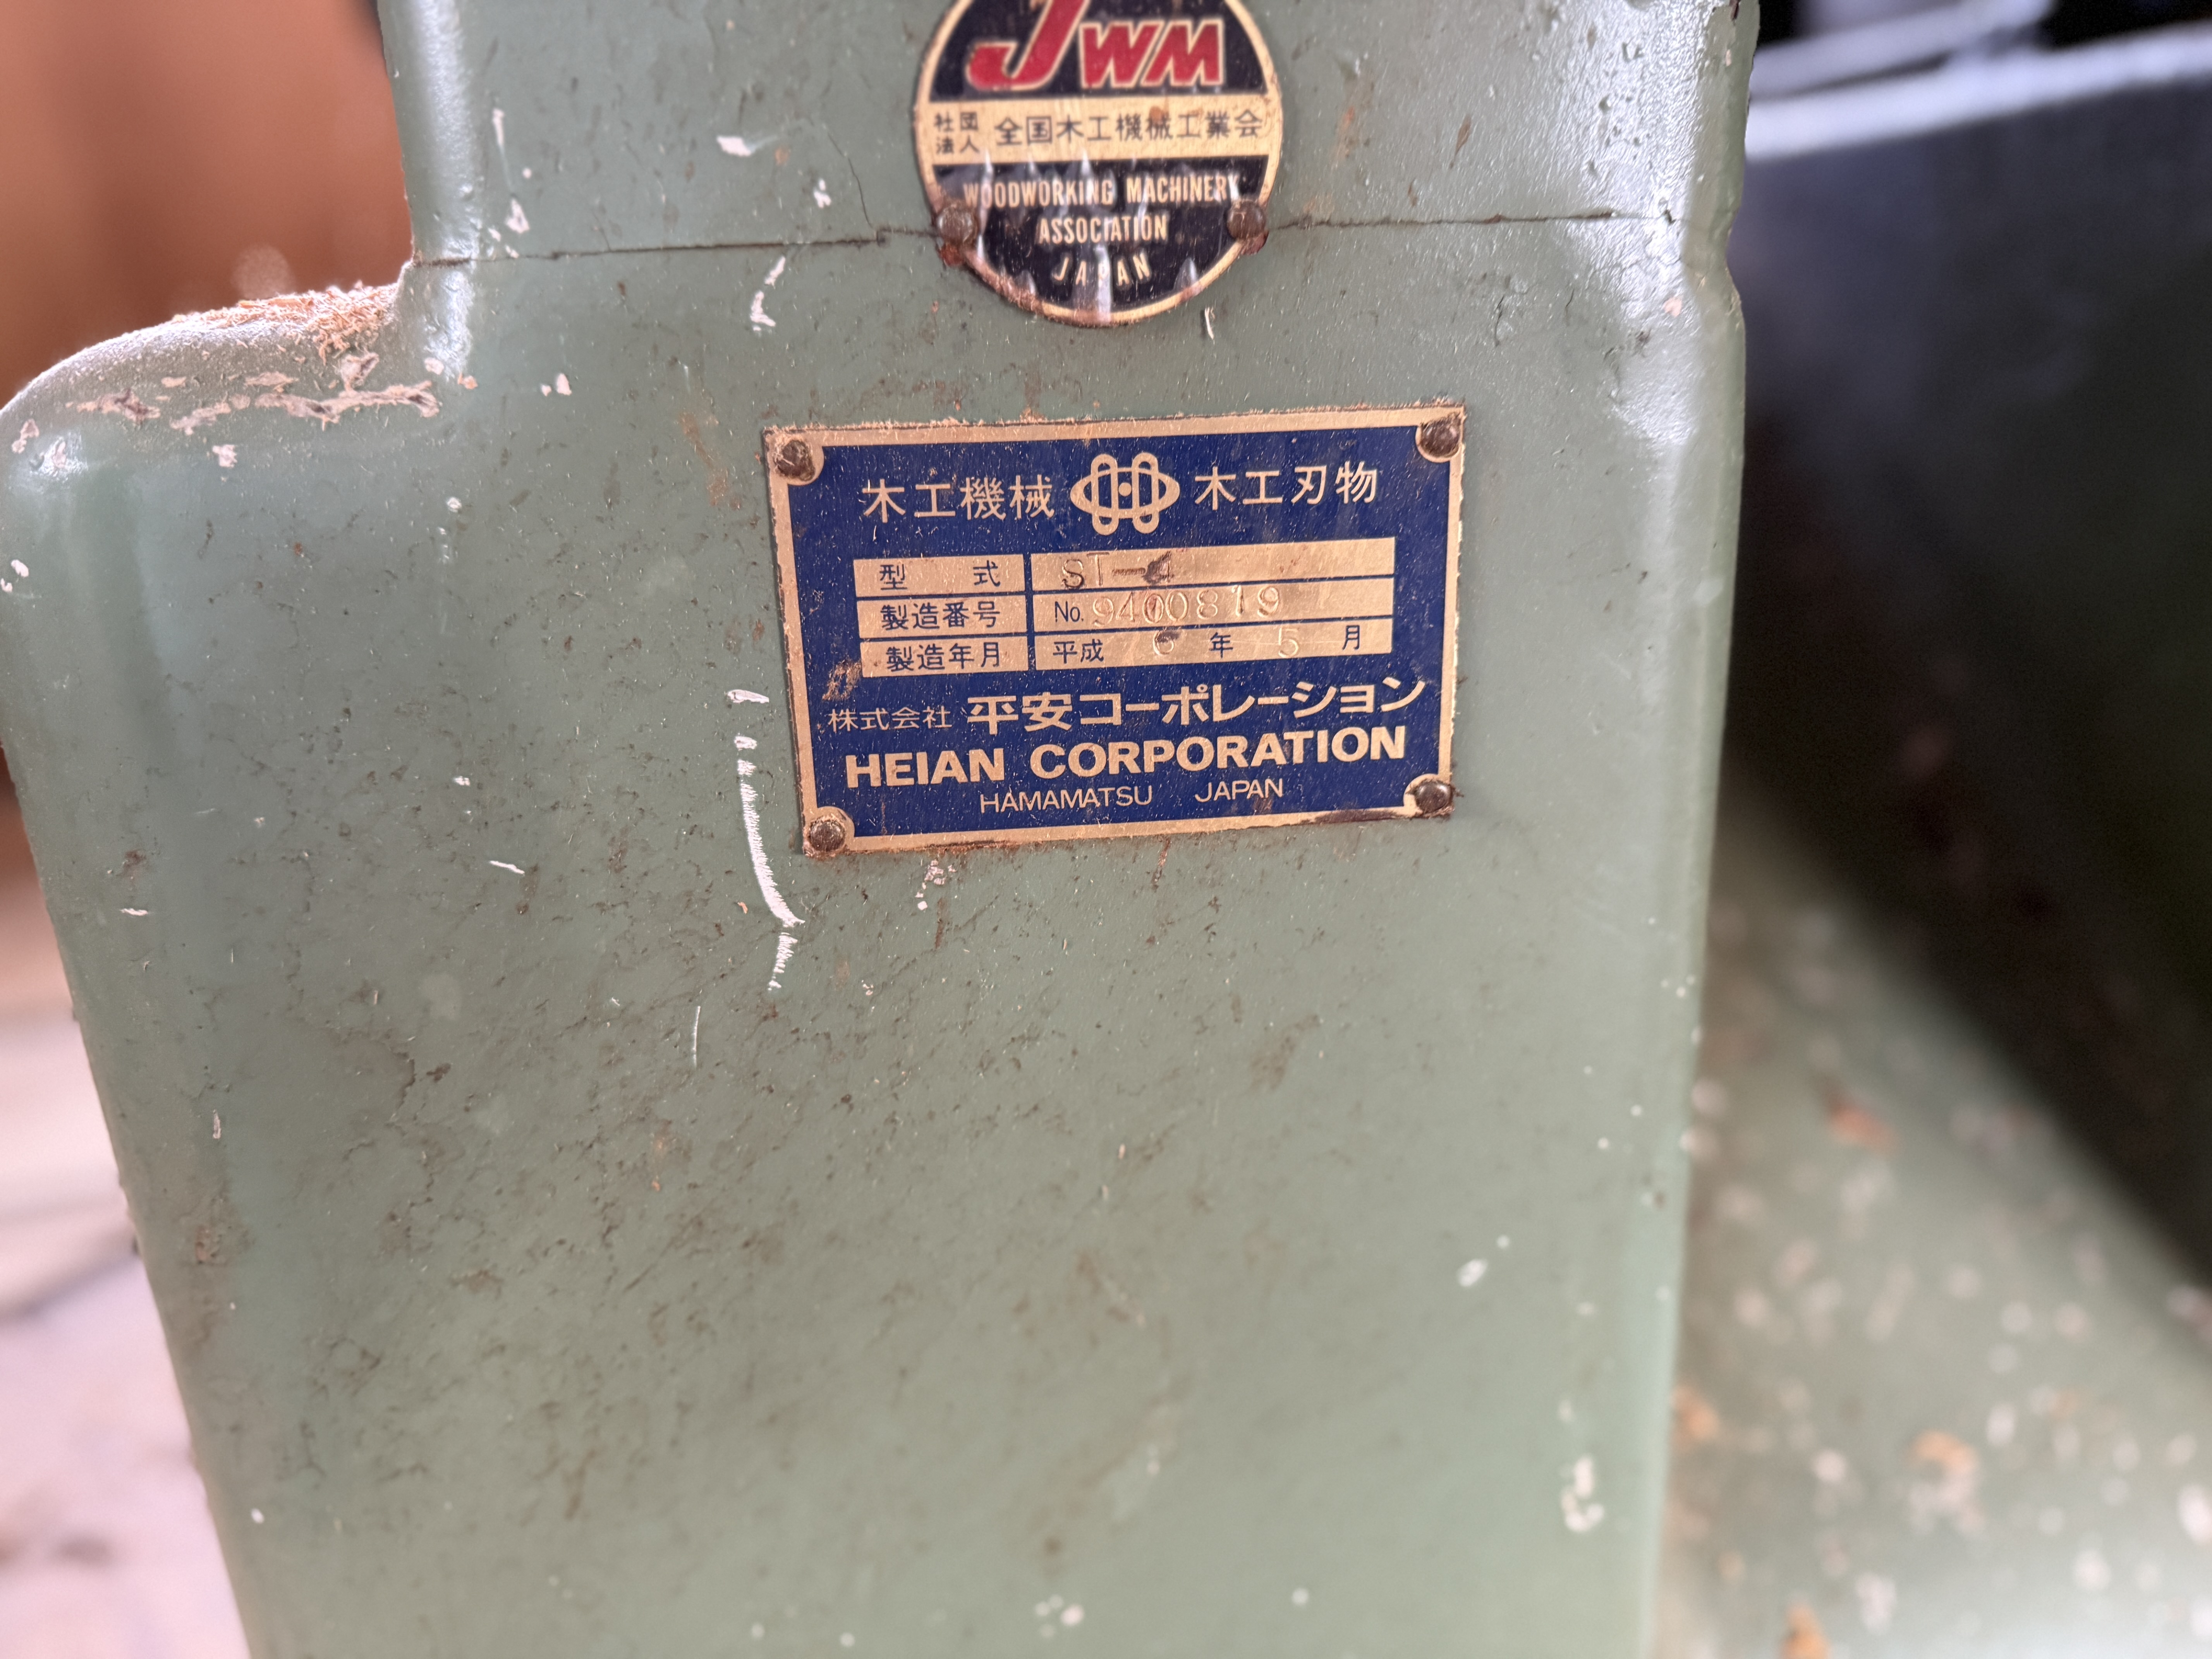 JWM
社団法人 全国木工機械工業会
WOODWORKING MACHINERY
ASSOCIATION
JAPAN
木工機械 木工刃物
型式 ST-4
製造番号 No. 9400819
製造年月 平成 6 年 5 月
株式会社 平安コーポレーション
HEIAN CORPORATION
HAMAMATSU JAPAN